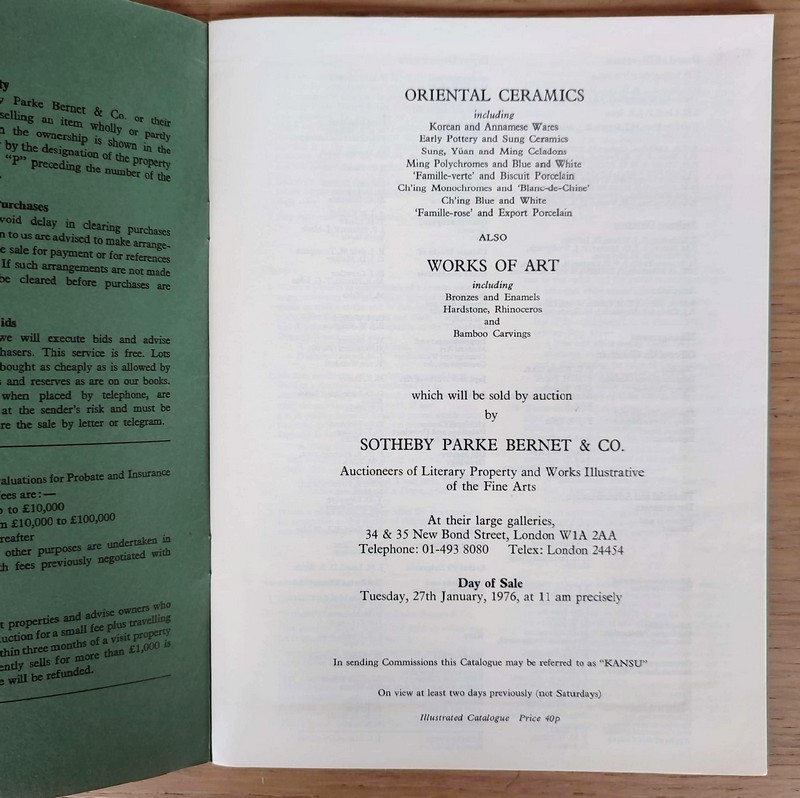 ty
Parke Bernet & Co. or their
selling an item wholly or partly
the ownership is shown in the
by the designation of the property
"P" preceding the number of the
urchases
void delay in clearing purchases
n to us are advised to make arrange-
e sale for payment or for references
If such arrangements are not made
be cleared before purchases are
ids
we will execute bids and advise
hasers. This service is free. Lots
bought as cheaply as is allowed by
s and reserves as are on our books.
when placed by telephone, are
at the sender's risk and must be
re the sale by letter or telegram.
aluations for Probate and Insurance
ees are:—
to £10,000
m £10,000 to £100,000
reafter
other purposes are undertaken in
ch fees previously negotiated with
t properties and advise owners who
uction for a small fee plus travelling
thin three months of a visit property
ently sells for more than £1,000
e will be refunded.
ORIENTAL CERAMICS
including
Korean and Annamese Wares
Early Pottery and Sung Ceramics
Sung, Yüan and Ming Celadons
Ming Polychromes and Blue and White
'Famille-verte' and Biscuit Porcelain
Ch'ing Monochromes and 'Blanc-de-Chine'
Ch'ing Blue and White
'Famille-rose' and Export Porcelain
ALSO
WORKS OF ART
including
Bronzes and Enamels
Hardstone, Rhinoceros
and
Bamboo Carvings
which will be sold by auction
by
SOTHEBY PARKE BERNET & CO.
Auctioneers of Literary Property and Works Illustrative
of the Fine Arts
At their large galleries,
34 & 35 New Bond Street, London W1A 2AA
Telephone: 01-493 8080 Telex: London 24454
Day of Sale
Tuesday, 27th January, 1976, at 11 am precisely
In sending Commissions this Catalogue may be referred to as "KANSU"
On view at least two days previously (not Saturdays)
Illustrated Catalogue Price 40p